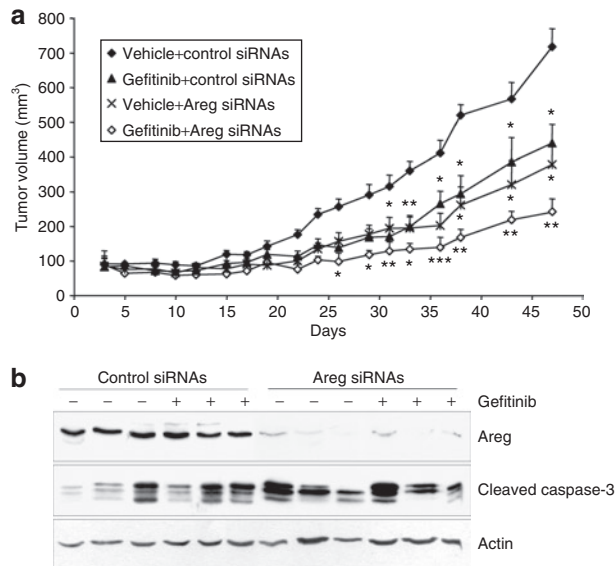 a
800
700
600
500
400
300
200
100
0
Tumor volume (mm³)
Vehicle+control siRNAs
Gefitinib+control siRNAs
Vehicle+Areg siRNAs
Gefitinib+Areg siRNAs
* ** * * * *
* * *
* * ** * *** ** ** **
0 5 10 15 20 25 30 35 40 45 50
Days
b
Control siRNAs Areg siRNAs
– – – + + + – – – + + + Gefitinib
Areg
Cleaved caspase-3
Actin